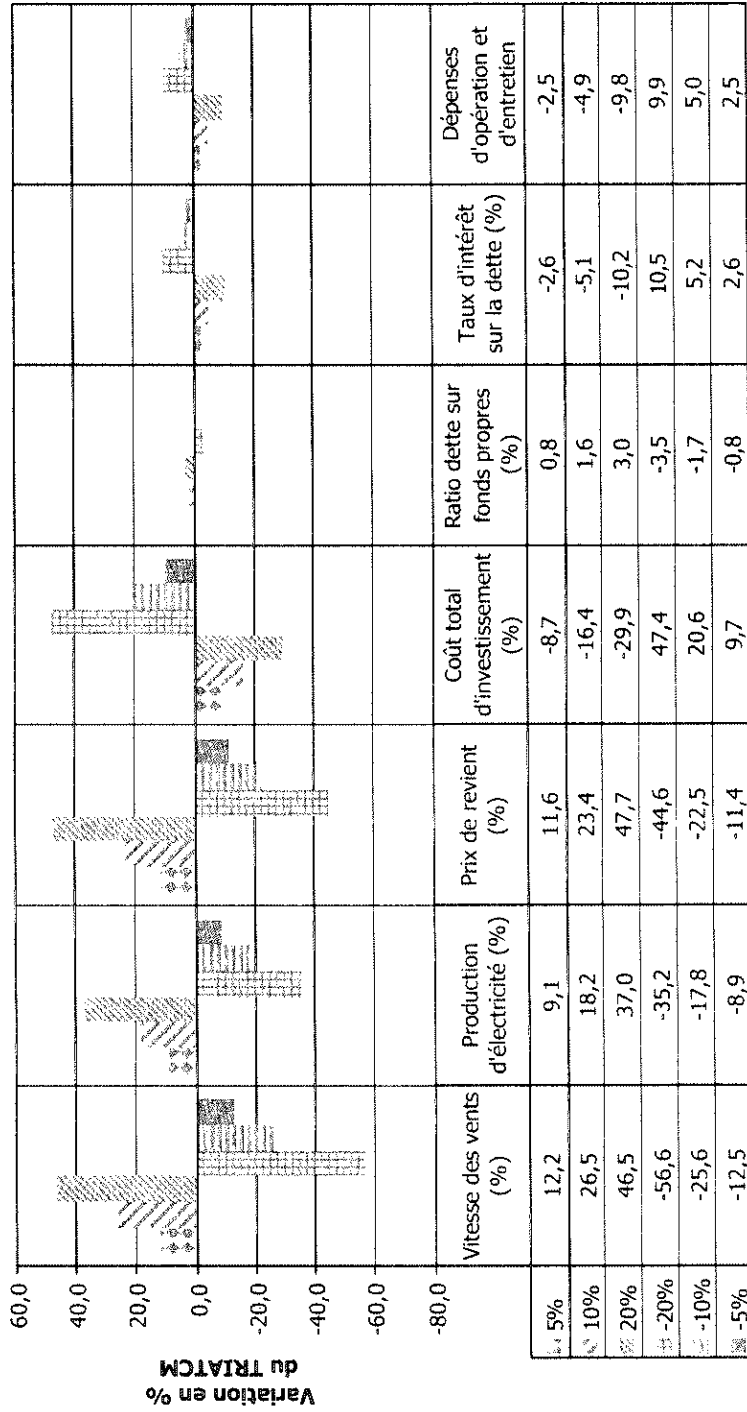 Variation en %
du TRIATCM
60,0
40,0
20,0
0,0
-20,0
-40,0
-60,0
-80,0
Vitesse des vents
(%)
Production
d'électricité (%)
Prix de revient
(%)
Coût total
d'investissement
(%)
Ratio dette sur
fonds propres
(%)
Taux d'intérêt
sur la dette (%)
Dépenses
d'opération et
d'entretien
5% 12,2 9,1 11,6 -8,7 0,8 -2,6 -2,5
10% 26,5 18,2 23,4 -16,4 1,6 -5,1 -4,9
20% 46,5 37,0 47,7 -29,9 3,0 -10,2 -9,8
-20% -56,6 -35,2 -44,6 47,4 -3,5 10,5 9,9
-10% -25,6 -17,8 -22,5 20,6 -1,7 5,2 5,0
-5% -12,5 -8,9 -11,4 9,7 -0,8 2,6 2,5